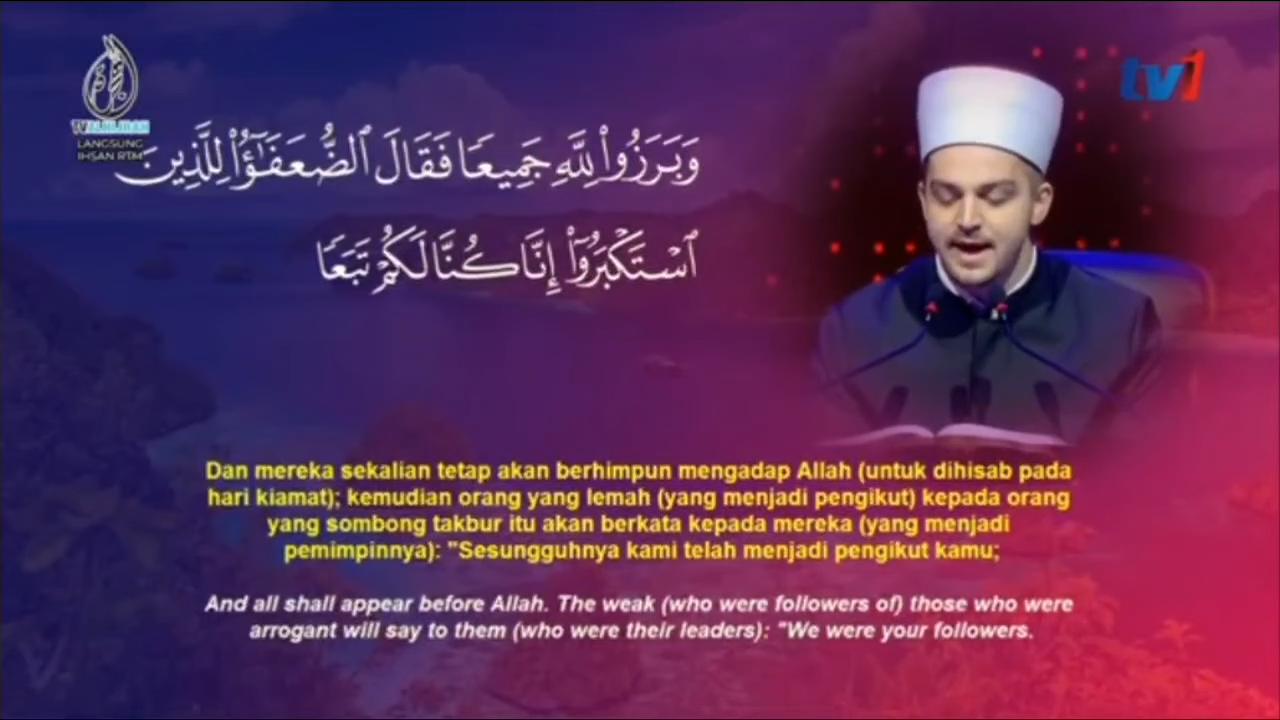 tv1
TV ALHIJRAH
LANGSUNG
IHSAN RTM
وَبَرَزُوا۟ لِلَّهِ جَمِيعًا فَقَالَ ٱلضُّعَفَـٰٓؤُا۟ لِلَّذِينَ
ٱسْتَكْبَرُوٓا۟ إِنَّا كُنَّا لَكُمْ تَبَعًا
Dan mereka sekalian tetap akan berhimpun mengadap Allah (untuk dihisab pada
hari kiamat); kemudian orang yang lemah (yang menjadi pengikut) kepada orang
yang sombong takbur itu akan berkata kepada mereka (yang menjadi
pemimpinnya): "Sesungguhnya kami telah menjadi pengikut kamu;
And all shall appear before Allah. The weak (who were followers of) those who were
arrogant will say to them (who were their leaders): "We were your followers.